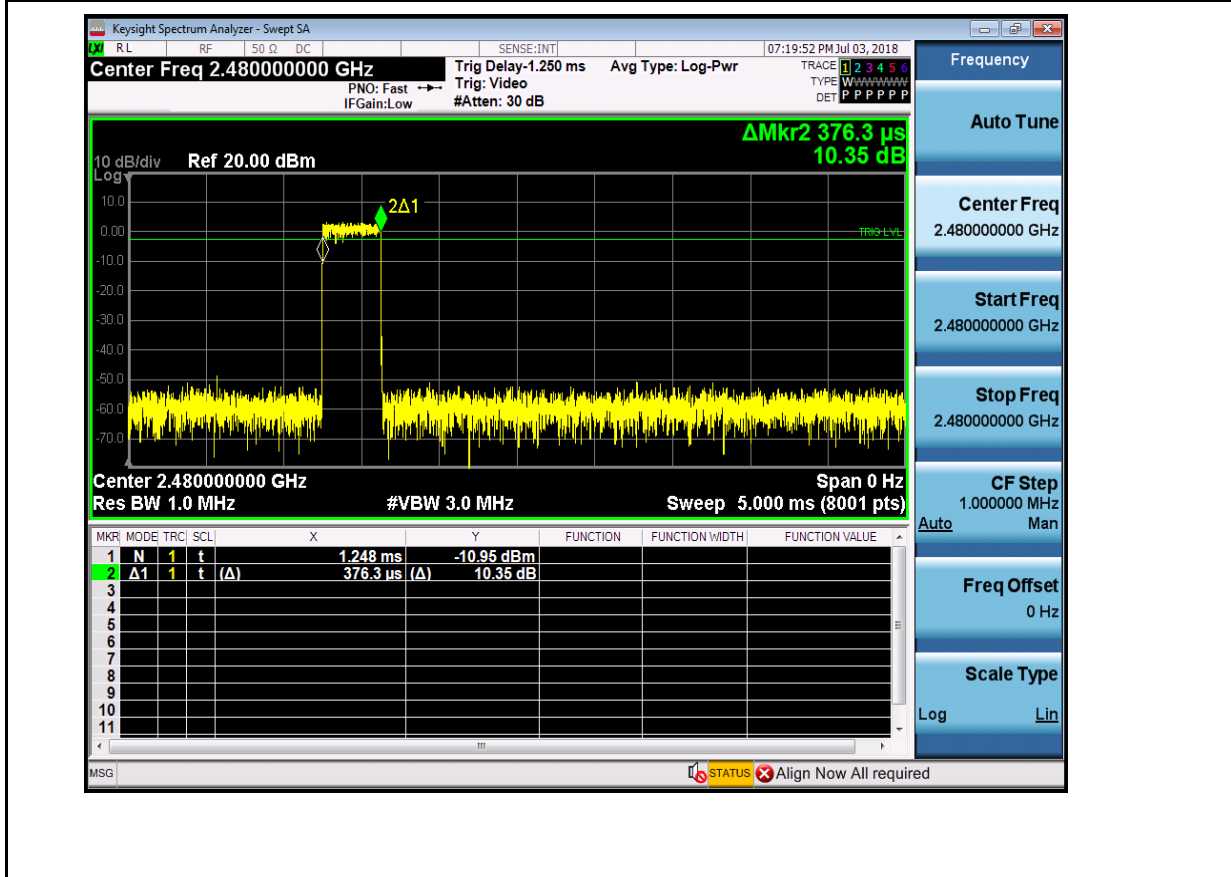 Keysight Spectrum Analyzer - Swept SA
LXI RL RF 50 Ω DC SENSE:INT 07:19:52 PM Jul 03, 2018
Center Freq 2.480000000 GHz
PNO: Fast
IFGain:Low
Trig Delay-1.250 ms
Trig: Video
#Atten: 30 dB
Avg Type: Log-Pwr
TRACE 1 2 3 4 5 6
TYPE WWWWWW
DET P P P P P P
ΔMkr2 376.3 µs
10.35 dB
10 dB/div Ref 20.00 dBm
Log
10.0
0.00
-10.0
-20.0
-30.0
-40.0
-50.0
-60.0
-70.0
2Δ1
TRIG LVL
Center 2.480000000 GHz Span 0 Hz
Res BW 1.0 MHz #VBW 3.0 MHz Sweep 5.000 ms (8001 pts)
MKR MODE TRC SCL X Y FUNCTION FUNCTION WIDTH FUNCTION VALUE
1 N 1 t 1.248 ms -10.95 dBm
2 Δ1 1 t (Δ) 376.3 µs (Δ) 10.35 dB
3
4
5
6
7
8
9
10
11
MSG STATUS Align Now All required
Frequency
Auto Tune
Center Freq
2.480000000 GHz
Start Freq
2.480000000 GHz
Stop Freq
2.480000000 GHz
CF Step
1.000000 MHz
Auto Man
Freq Offset
0 Hz
Scale Type
Log Lin